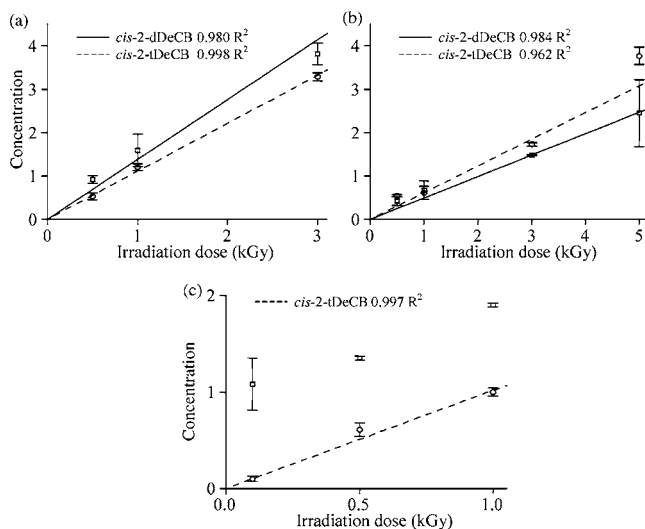 (a)
cis-2-dDeCB 0.980 R²
cis-2-tDeCB 0.998 R²
Concentration
4
3
2
1
0
0 1 2 3
Irradiation dose (kGy)
(b)
cis-2-dDeCB 0.984 R²
cis-2-tDeCB 0.962 R²
4
3
2
1
0
0 1 2 3 4 5
Irradiation dose (kGy)
(c)
cis-2-tDeCB 0.997 R²
Concentration
2
1
0
0.0 0.5 1.0
Irradiation dose (kGy)